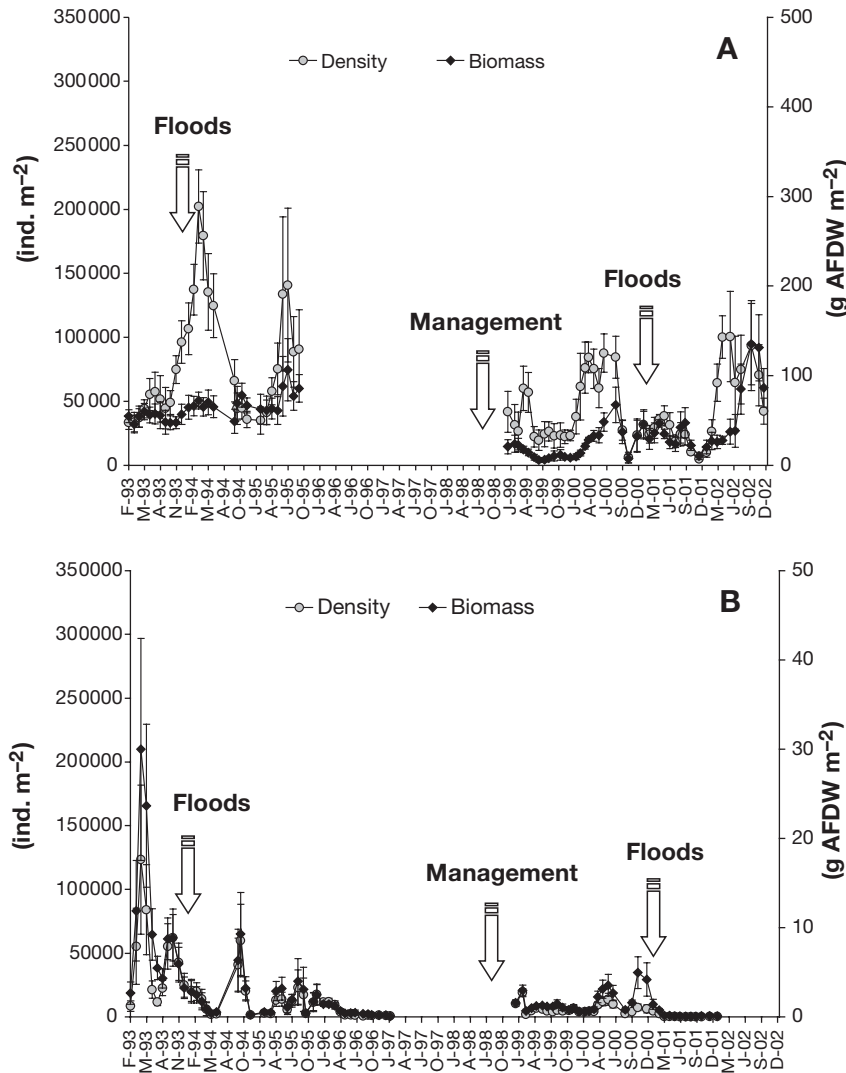 A
350000
300000
250000
200000
150000
100000
50000
0
(ind. m–2)
Density
Biomass
Floods
Management
Floods
500
400
300
200
100
0
(g AFDW m–2)
F-93
M-93
A-93
N-93
F-94
M-94
A-94
O-94
J-95
A-95
J-95
O-95
J-96
A-96
J-96
O-96
J-97
A-97
J-97
O-97
J-98
A-98
J-98
O-98
J-99
A-99
J-99
O-99
J-00
A-00
J-00
S-00
D-00
M-01
J-01
S-01
D-01
M-02
J-02
S-02
D-02
B
350000
300000
250000
200000
150000
100000
50000
0
(ind. m–2)
Density
Biomass
Floods
Management
Floods
50
40
30
20
10
0
(g AFDW m–2)
F-93
M-93
A-93
N-93
F-94
M-94
A-94
O-94
J-95
A-95
J-95
O-95
J-96
A-96
J-96
O-96
J-97
A-97
J-97
O-97
J-98
A-98
J-98
O-98
J-99
A-99
J-99
O-99
J-00
A-00
J-00
S-00
D-00
M-01
J-01
S-01
D-01
M-02
J-02
S-02
D-02